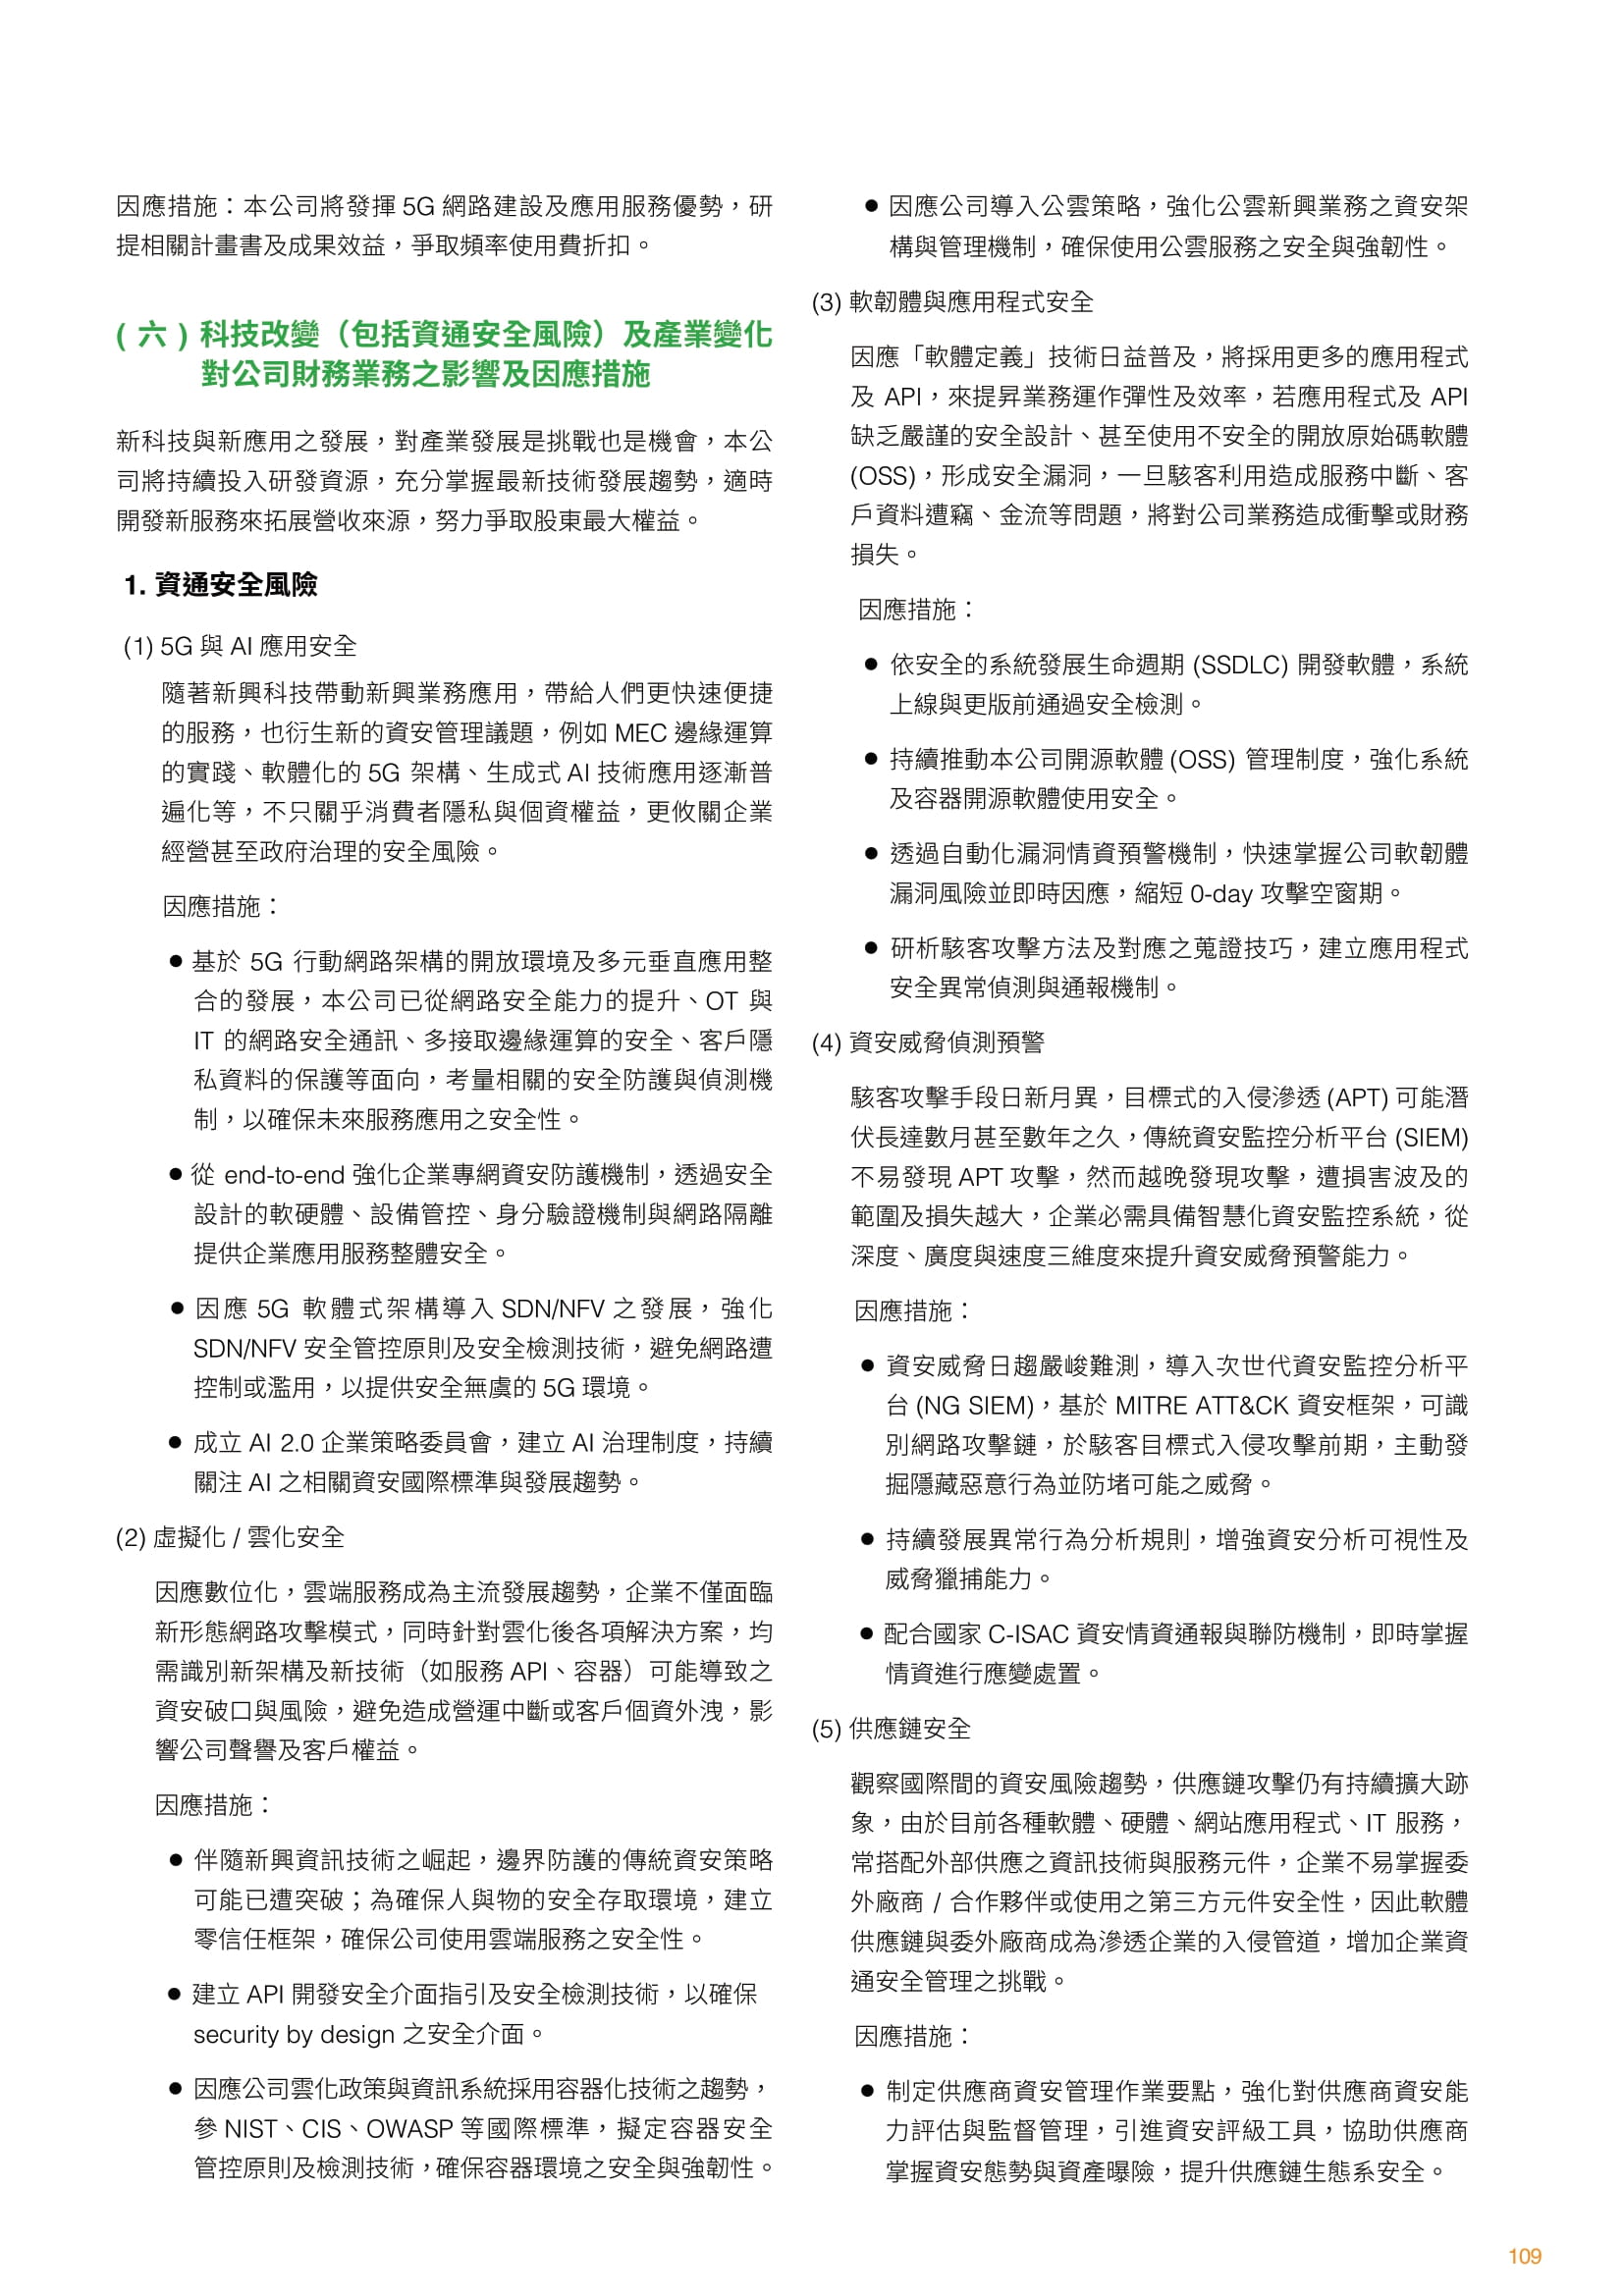 因應措施：本公司將發揮 5G 網路建設及應用服務優勢，研
提相關計畫書及成果效益，爭取頻率使用費折扣。
( 六 ) 科技改變（包括資通安全風險）及產業變化
對公司財務業務之影響及因應措施
新科技與新應用之發展，對產業發展是挑戰也是機會，本公
司將持續投入研發資源，充分掌握最新技術發展趨勢，適時
開發新服務來拓展營收來源，努力爭取股東最大權益。
1. 資通安全風險
(1) 5G 與 AI 應用安全
隨著新興科技帶動新興業務應用，帶給人們更快速便捷
的服務，也衍生新的資安管理議題，例如 MEC 邊緣運算
的實踐、軟體化的 5G 架構、生成式 AI 技術應用逐漸普
遍化等，不只關乎消費者隱私與個資權益，更攸關企業
經營甚至政府治理的安全風險。
因應措施：
● 基於 5G 行動網路架構的開放環境及多元垂直應用整
合的發展，本公司已從網路安全能力的提升、OT 與
IT 的網路安全通訊、多接取邊緣運算的安全、客戶隱
私資料的保護等面向，考量相關的安全防護與偵測機
制，以確保未來服務應用之安全性。
● 從 end-to-end 強化企業專網資安防護機制，透過安全
設計的軟硬體、設備管控、身分驗證機制與網路隔離
提供企業應用服務整體安全。
● 因應 5G 軟體式架構導入 SDN/NFV 之發展，強化
SDN/NFV 安全管控原則及安全檢測技術，避免網路遭
控制或濫用，以提供安全無虞的 5G 環境。
● 成立 AI 2.0 企業策略委員會，建立 AI 治理制度，持續
關注 AI 之相關資安國際標準與發展趨勢。
(2) 虛擬化 / 雲化安全
因應數位化，雲端服務成為主流發展趨勢，企業不僅面臨
新形態網路攻擊模式，同時針對雲化後各項解決方案，均
需識別新架構及新技術（如服務 API、容器）可能導致之
資安破口與風險，避免造成營運中斷或客戶個資外洩，影
響公司聲譽及客戶權益。
因應措施：
● 伴隨新興資訊技術之崛起，邊界防護的傳統資安策略
可能已遭突破；為確保人與物的安全存取環境，建立
零信任框架，確保公司使用雲端服務之安全性。
● 建立 API 開發安全介面指引及安全檢測技術，以確保
security by design 之安全介面。
● 因應公司雲化政策與資訊系統採用容器化技術之趨勢，
參 NIST、CIS、OWASP 等國際標準，擬定容器安全
管控原則及檢測技術，確保容器環境之安全與強韌性。
● 因應公司導入公雲策略，強化公雲新興業務之資安架
構與管理機制，確保使用公雲服務之安全與強韌性。
(3) 軟韌體與應用程式安全
因應「軟體定義」技術日益普及，將採用更多的應用程式
及 API，來提昇業務運作彈性及效率，若應用程式及 API
缺乏嚴謹的安全設計、甚至使用不安全的開放原始碼軟體
(OSS)，形成安全漏洞，一旦駭客利用造成服務中斷、客
戶資料遭竊、金流等問題，將對公司業務造成衝擊或財務
損失。
因應措施：
● 依安全的系統發展生命週期 (SSDLC) 開發軟體，系統
上線與更版前通過安全檢測。
● 持續推動本公司開源軟體 (OSS) 管理制度，強化系統
及容器開源軟體使用安全。
● 透過自動化漏洞情資預警機制，快速掌握公司軟韌體
漏洞風險並即時因應，縮短 0-day 攻擊空窗期。
● 研析駭客攻擊方法及對應之蒐證技巧，建立應用程式
安全異常偵測與通報機制。
(4) 資安威脅偵測預警
駭客攻擊手段日新月異，目標式的入侵滲透 (APT) 可能潛
伏長達數月甚至數年之久，傳統資安監控分析平台 (SIEM)
不易發現 APT 攻擊，然而越晚發現攻擊，遭損害波及的
範圍及損失越大，企業必需具備智慧化資安監控系統，從
深度、廣度與速度三維度來提升資安威脅預警能力。
因應措施：
● 資安威脅日趨嚴峻難測，導入次世代資安監控分析平
台 (NG SIEM)，基於 MITRE ATT&CK 資安框架，可識
別網路攻擊鏈，於駭客目標式入侵攻擊前期，主動發
掘隱藏惡意行為並防堵可能之威脅。
● 持續發展異常行為分析規則，增強資安分析可視性及
威脅獵捕能力。
● 配合國家 C-ISAC 資安情資通報與聯防機制，即時掌握
情資進行應變處置。
(5) 供應鏈安全
觀察國際間的資安風險趨勢，供應鏈攻擊仍有持續擴大跡
象，由於目前各種軟體、硬體、網站應用程式、IT 服務，
常搭配外部供應之資訊技術與服務元件，企業不易掌握委
外廠商 / 合作夥伴或使用之第三方元件安全性，因此軟體
供應鏈與委外廠商成為滲透企業的入侵管道，增加企業資
通安全管理之挑戰。
因應措施：
● 制定供應商資安管理作業要點，強化對供應商資安能
力評估與監督管理，引進資安評級工具，協助供應商
掌握資安態勢與資產曝險，提升供應鏈生態系安全。
109